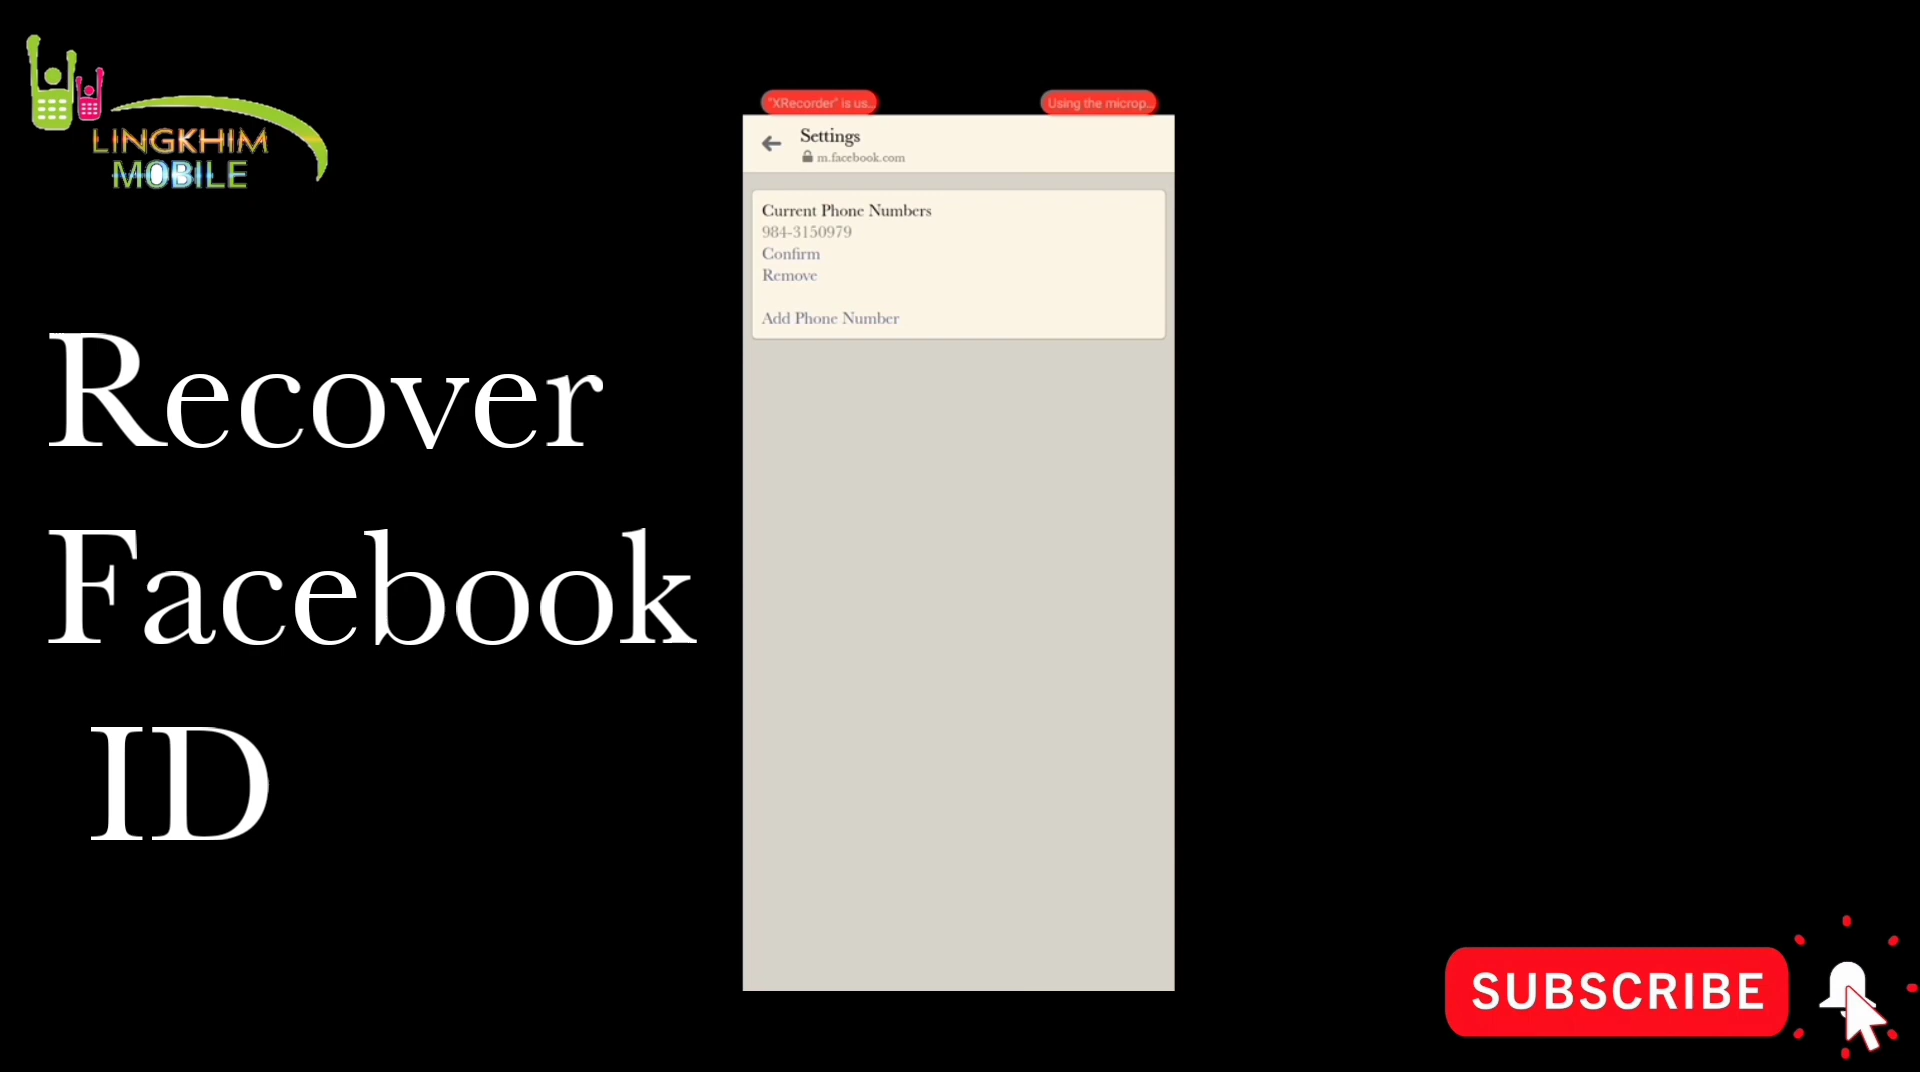 LINGKHIM
MOBILE
"XRecorder" is us...
Using the microp...
Settings
m.facebook.com
Current Phone Numbers
984-3150979
Confirm
Remove
Add Phone Number
Recover
Facebook
ID
SUBSCRIBE